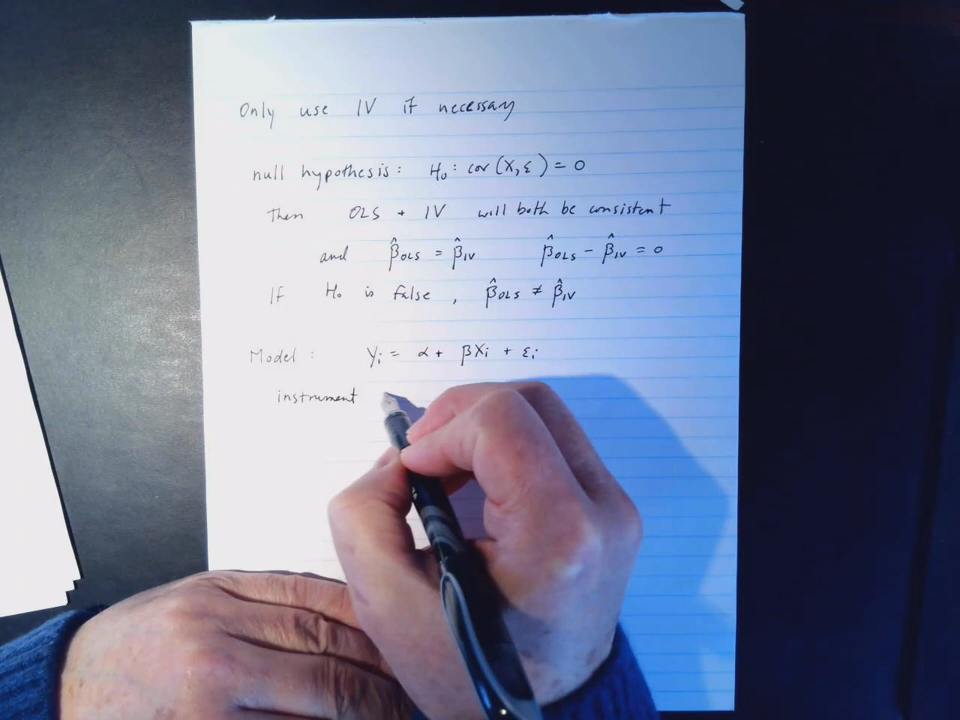 Only use IV if necessary
null hypothesis: H₀: cov(X,ε) = 0
Then OLS + IV will both be consistent
and β̂OLS = β̂IV β̂OLS - β̂IV = 0
If H₀ is false, β̂OLS ≠ β̂IV
Model: Yi = α + βXi + εi
instrument